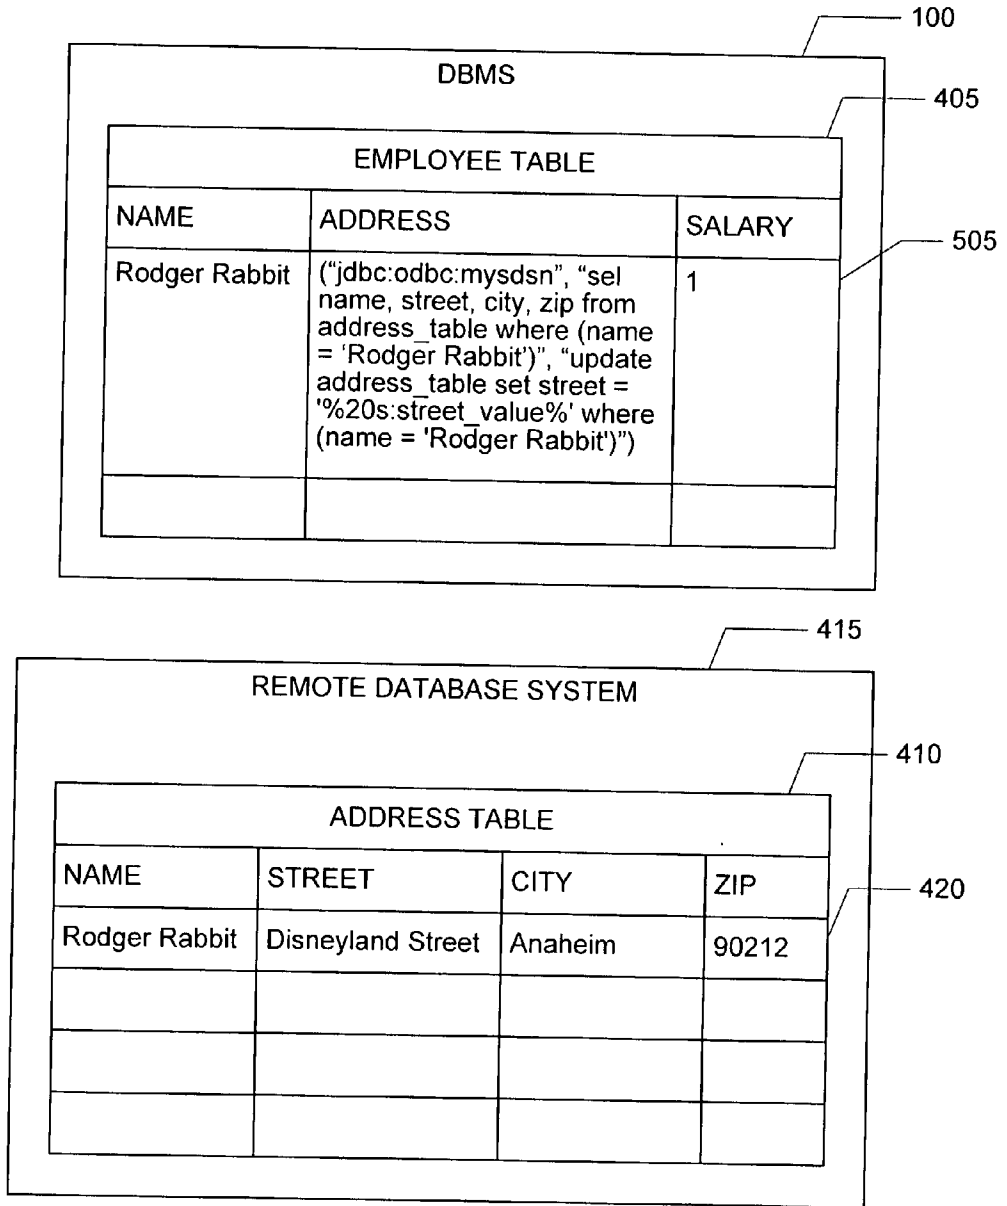 100
DBMS
405
EMPLOYEE TABLE
NAME ADDRESS SALARY
505
Rodger Rabbit
(“jdbc:odbc:mysdsn”, “sel
name, street, city, zip from
address_table where (name
= ‘Rodger Rabbit’)”, “update
address_table set street =
'%20s:street_value%' where
(name = 'Rodger Rabbit')”)
1
415
REMOTE DATABASE SYSTEM
410
ADDRESS TABLE
NAME STREET CITY ZIP
420
Rodger Rabbit Disneyland Street Anaheim 90212